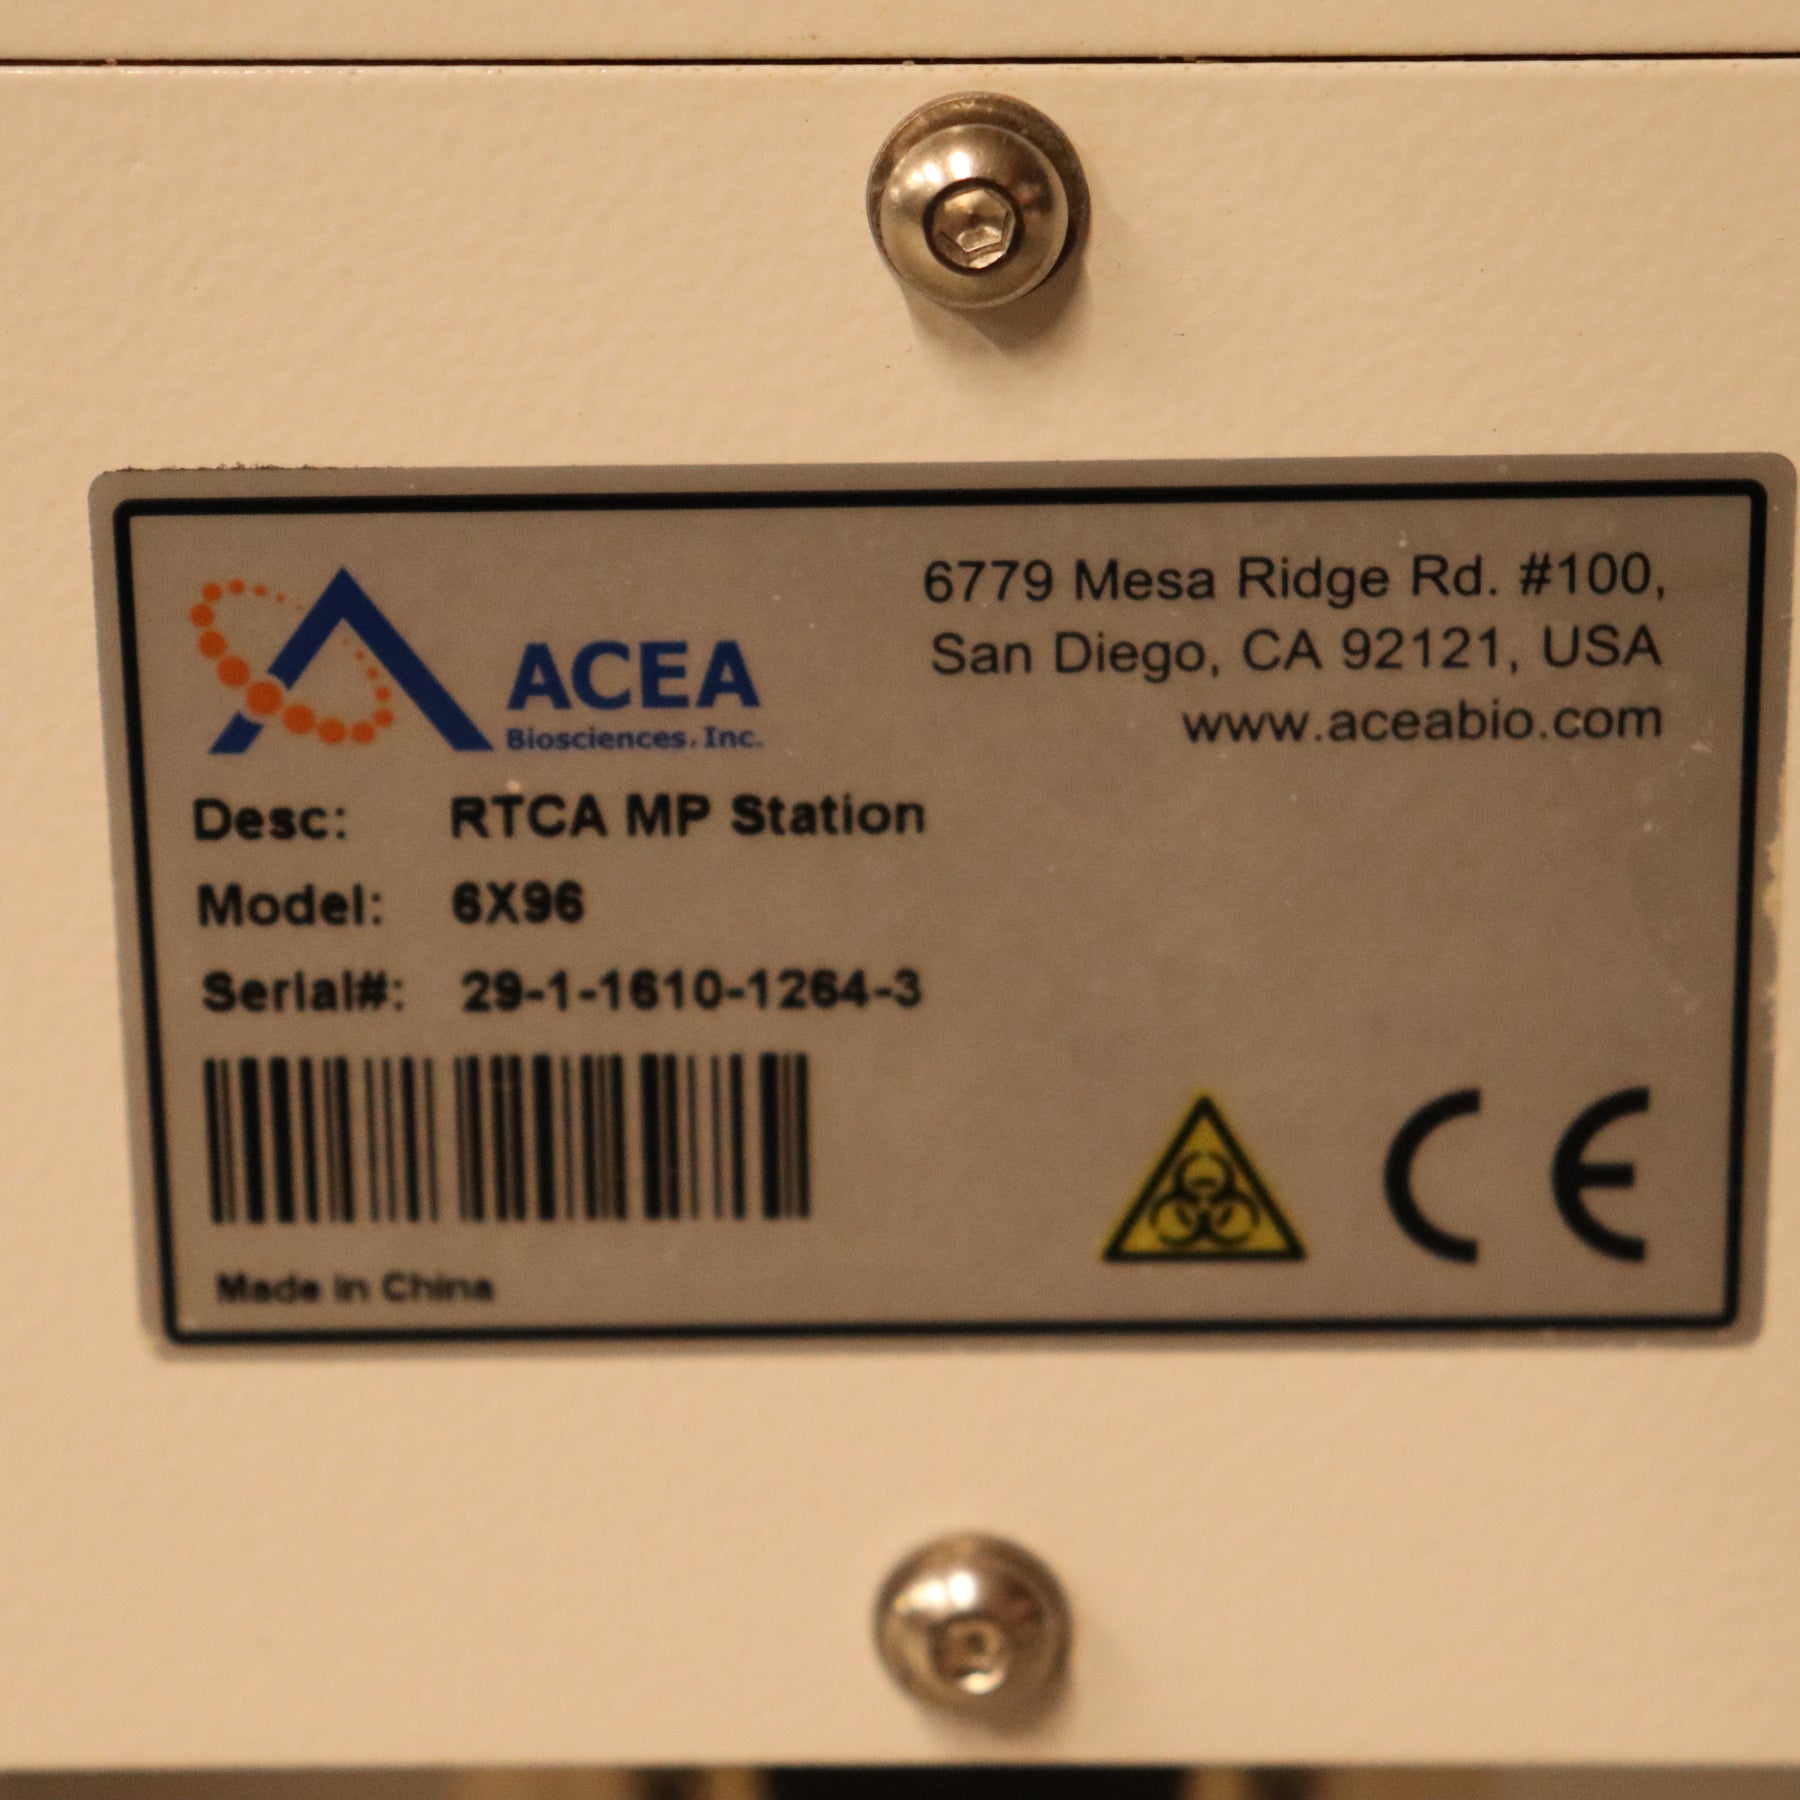 ACEA
Biosciences, Inc.
6779 Mesa Ridge Rd. #100,
San Diego, CA 92121, USA
www.aceabio.com
Desc: RTCA MP Station
Model: 6X96
Serial#: 29-1-1610-1264-3
Made in China
CE